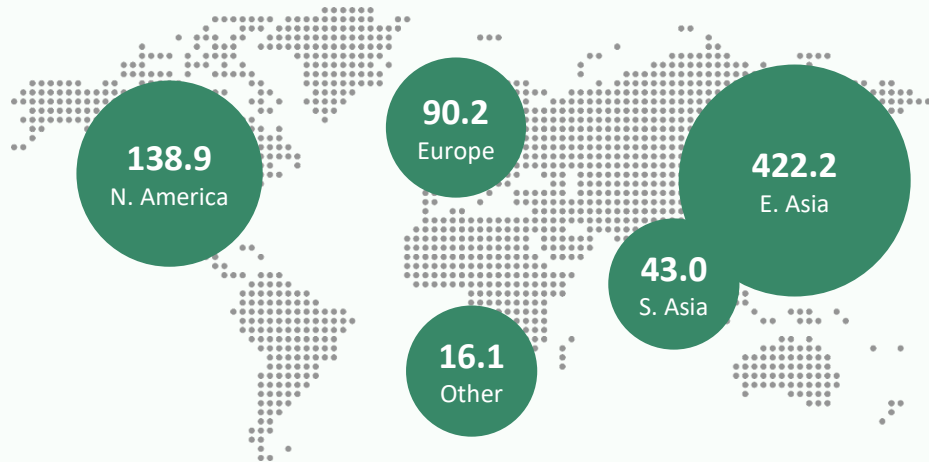 138.9
N. America
90.2
Europe
422.2
E. Asia
43.0
S. Asia
16.1
Other